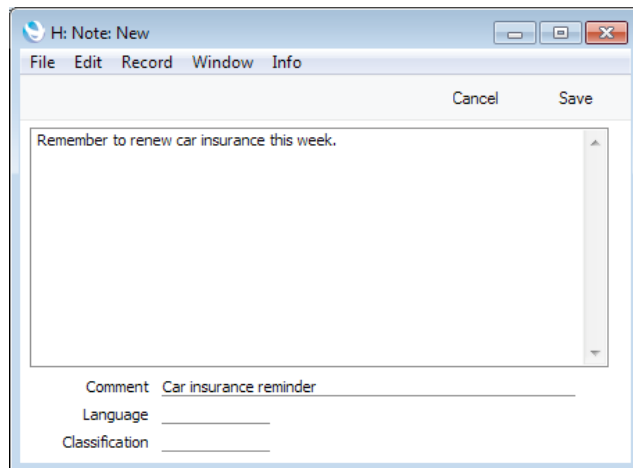 H: Note: New
File Edit Record Window Info
Cancel Save
Remember to renew car insurance this week.
Comment Car insurance reminder
Language
Classification